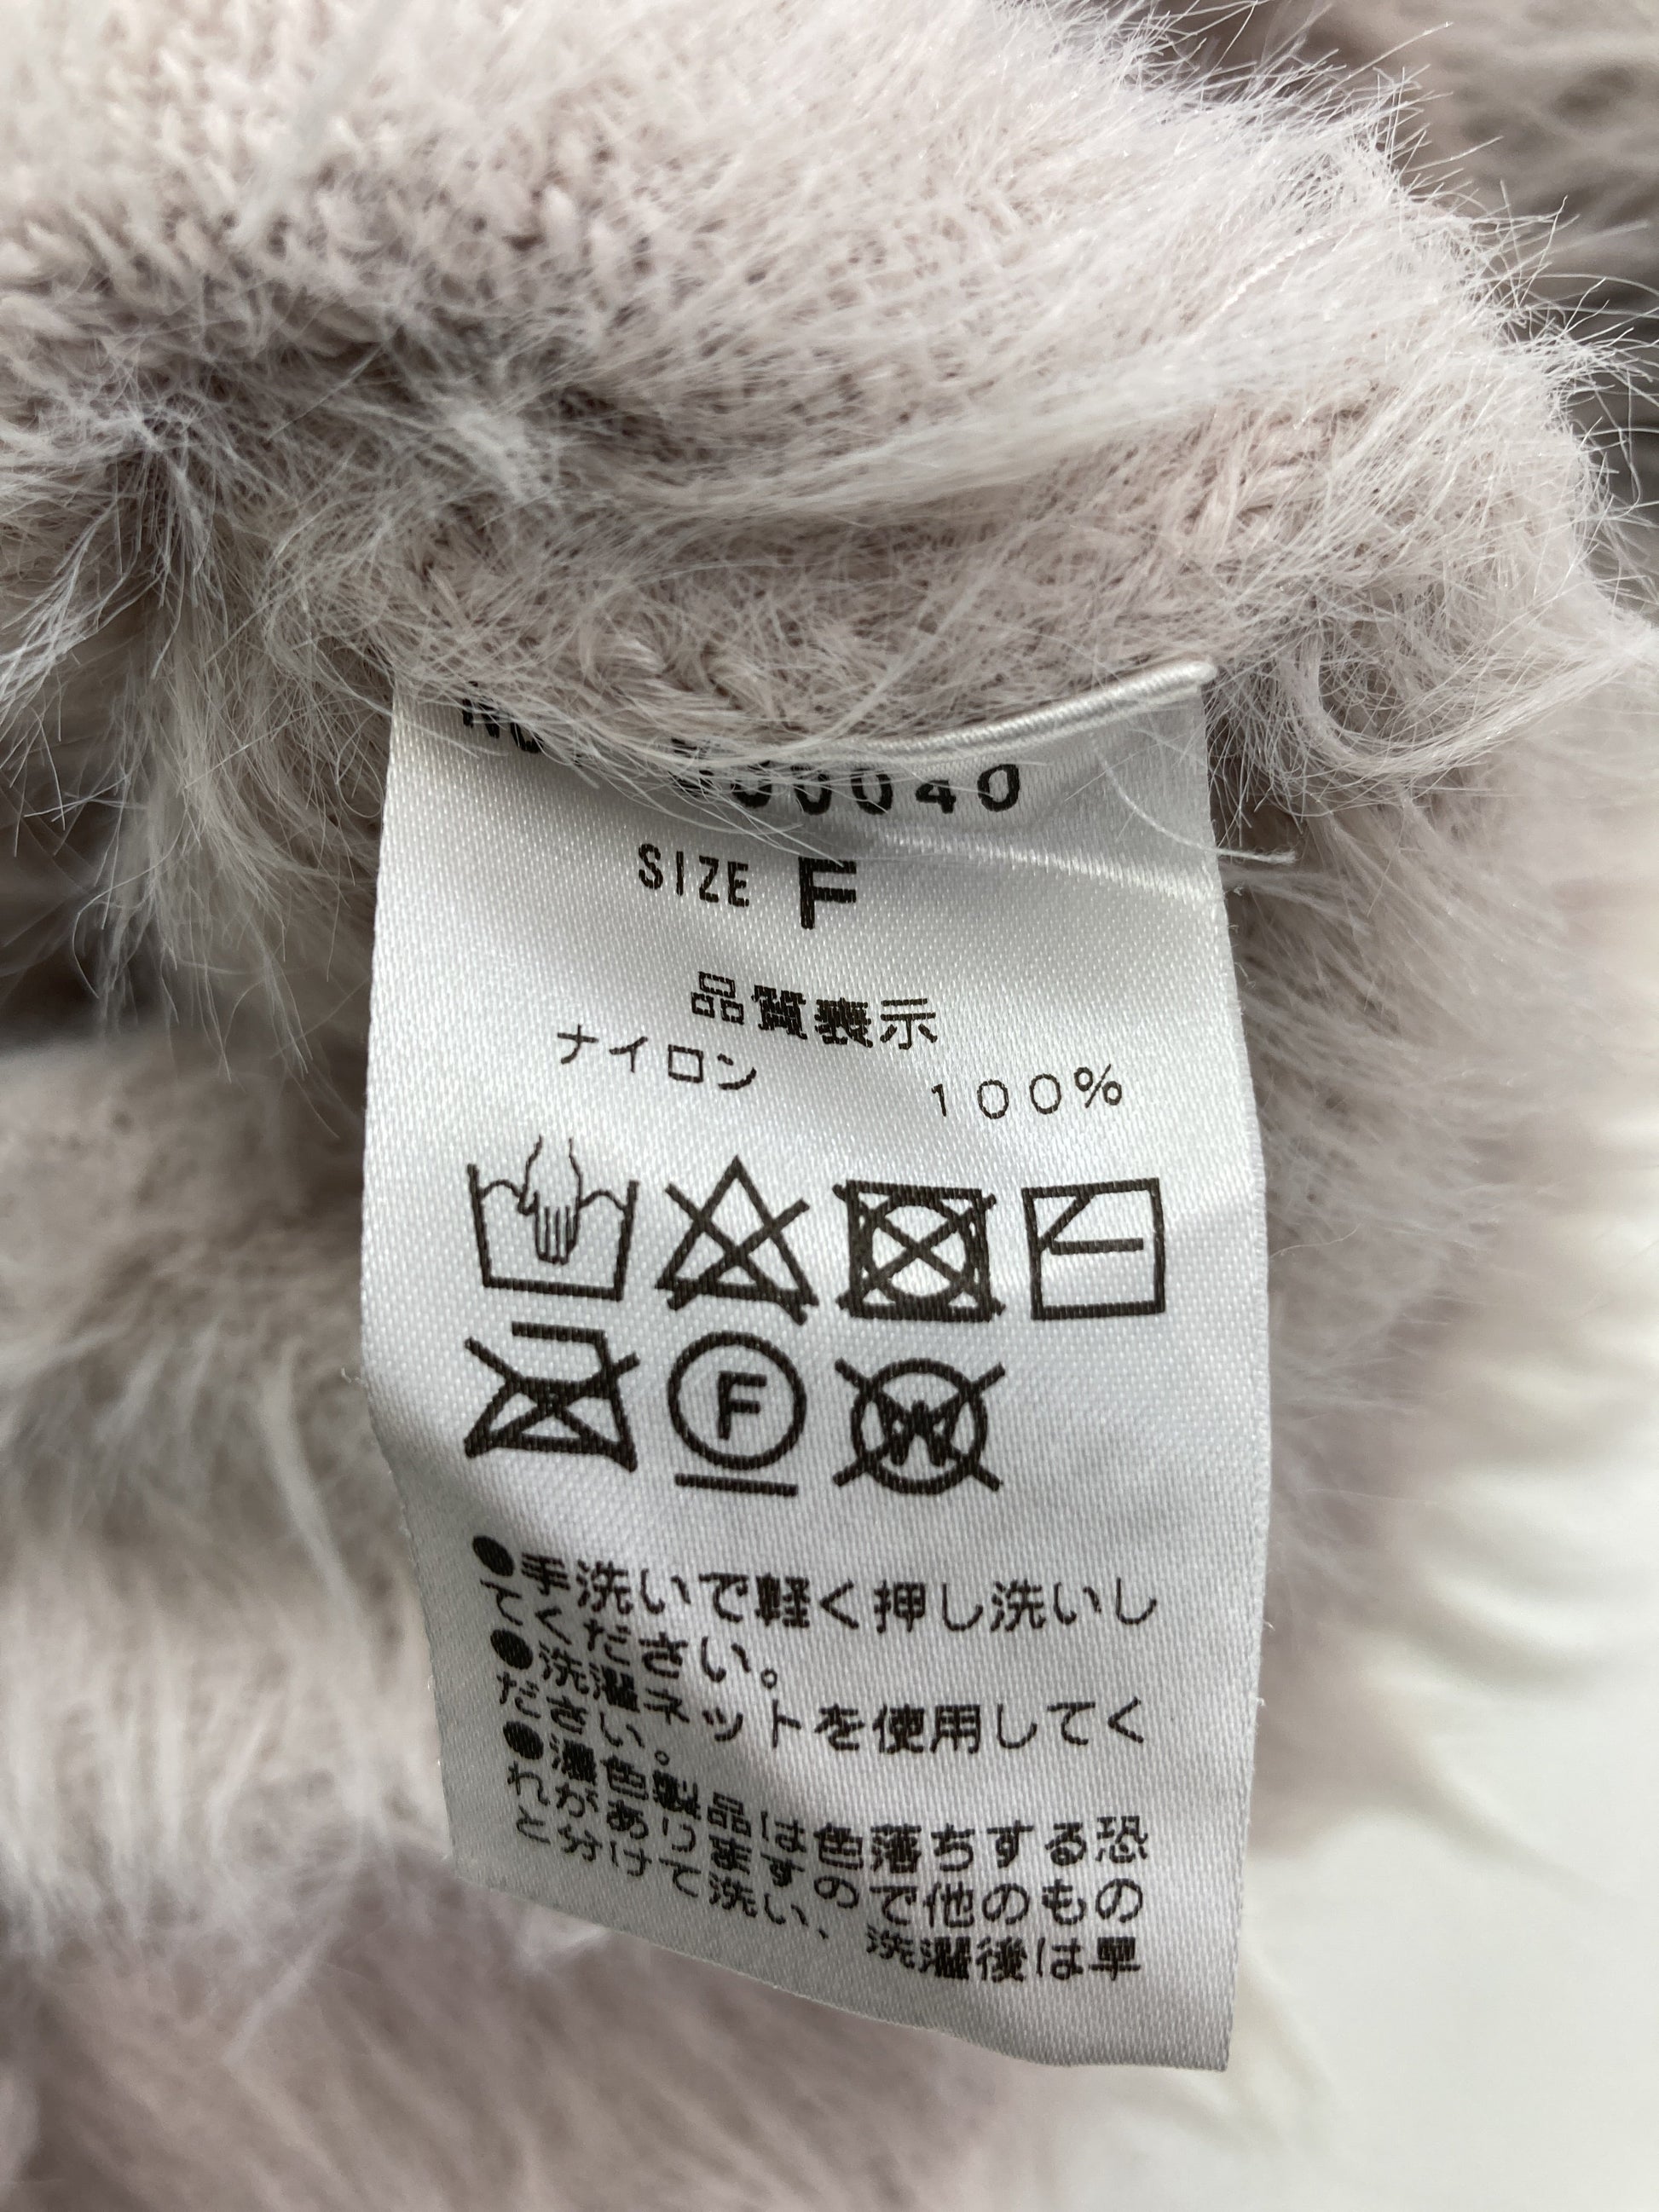 SIZE F
品質表示
ナイロン 100%
F
W
●手洗いで軽く押し洗いし
てください。
●洗濯ネットを使用してく
ださい。
●濃色製品は色落ちする恐
れがありますので他のもの
と分けて洗い、洗濯後は早